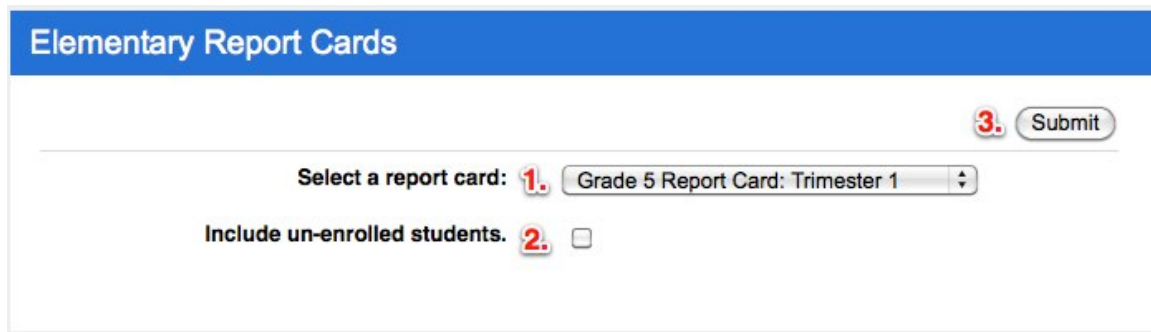 Elementary Report Cards
3. Submit
Select a report card: 1. Grade 5 Report Card: Trimester 1
Include un-enrolled students. 2.